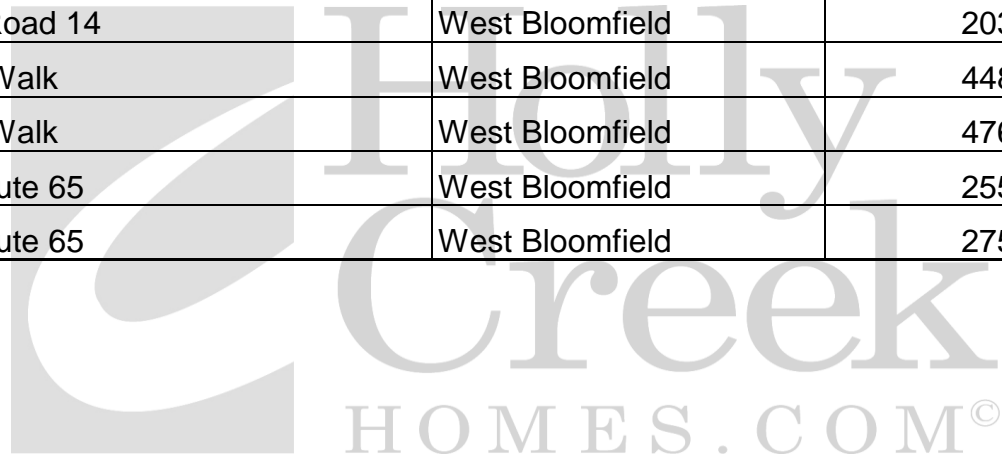 oad 14 West Bloomfield 203
Walk West Bloomfield 448
Walk West Bloomfield 476
ute 65 West Bloomfield 255
ute 65 West Bloomfield 275
Holly
Creek
HOMES.COM©